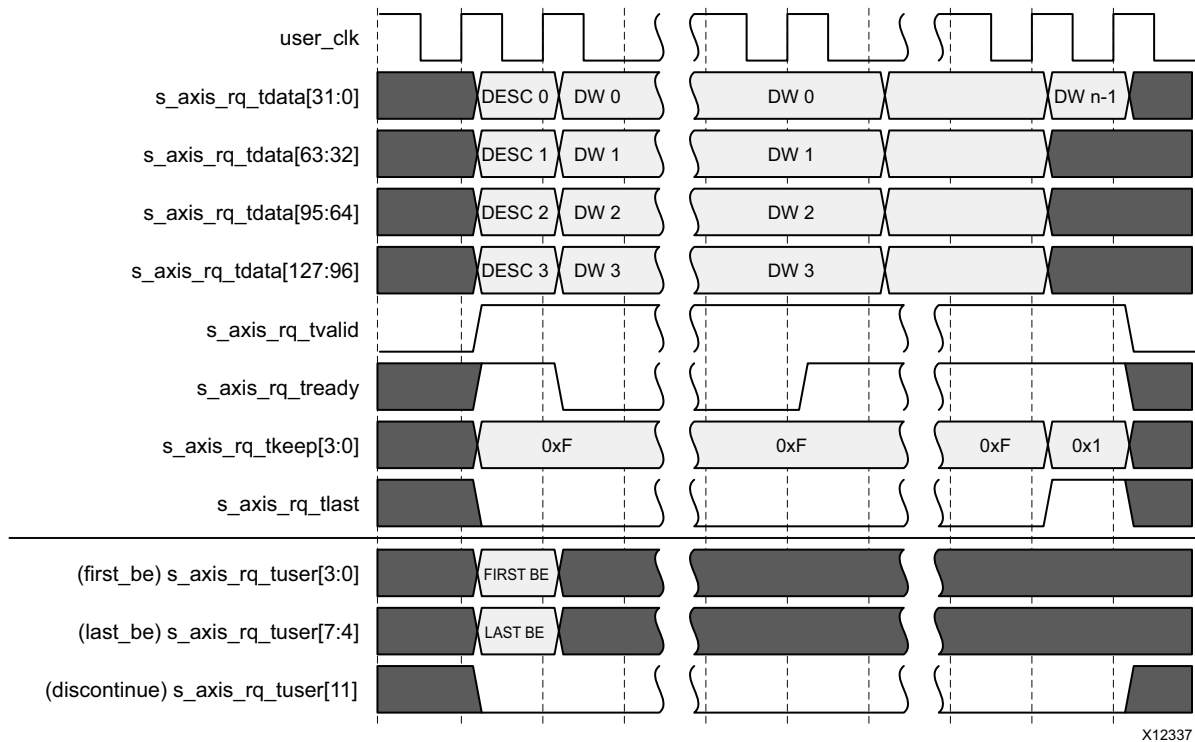 user_clk
s_axis_rq_tdata[31:0] DESC 0 DW 0 DW 0 DW n-1
s_axis_rq_tdata[63:32] DESC 1 DW 1 DW 1
s_axis_rq_tdata[95:64] DESC 2 DW 2 DW 2
s_axis_rq_tdata[127:96] DESC 3 DW 3 DW 3
s_axis_rq_tvalid
s_axis_rq_tready
s_axis_rq_tkeep[3:0] 0xF 0xF 0xF 0x1
s_axis_rq_tlast
(first_be) s_axis_rq_tuser[3:0] FIRST BE
(last_be) s_axis_rq_tuser[7:4] LAST BE
(discontinue) s_axis_rq_tuser[11]
X12337